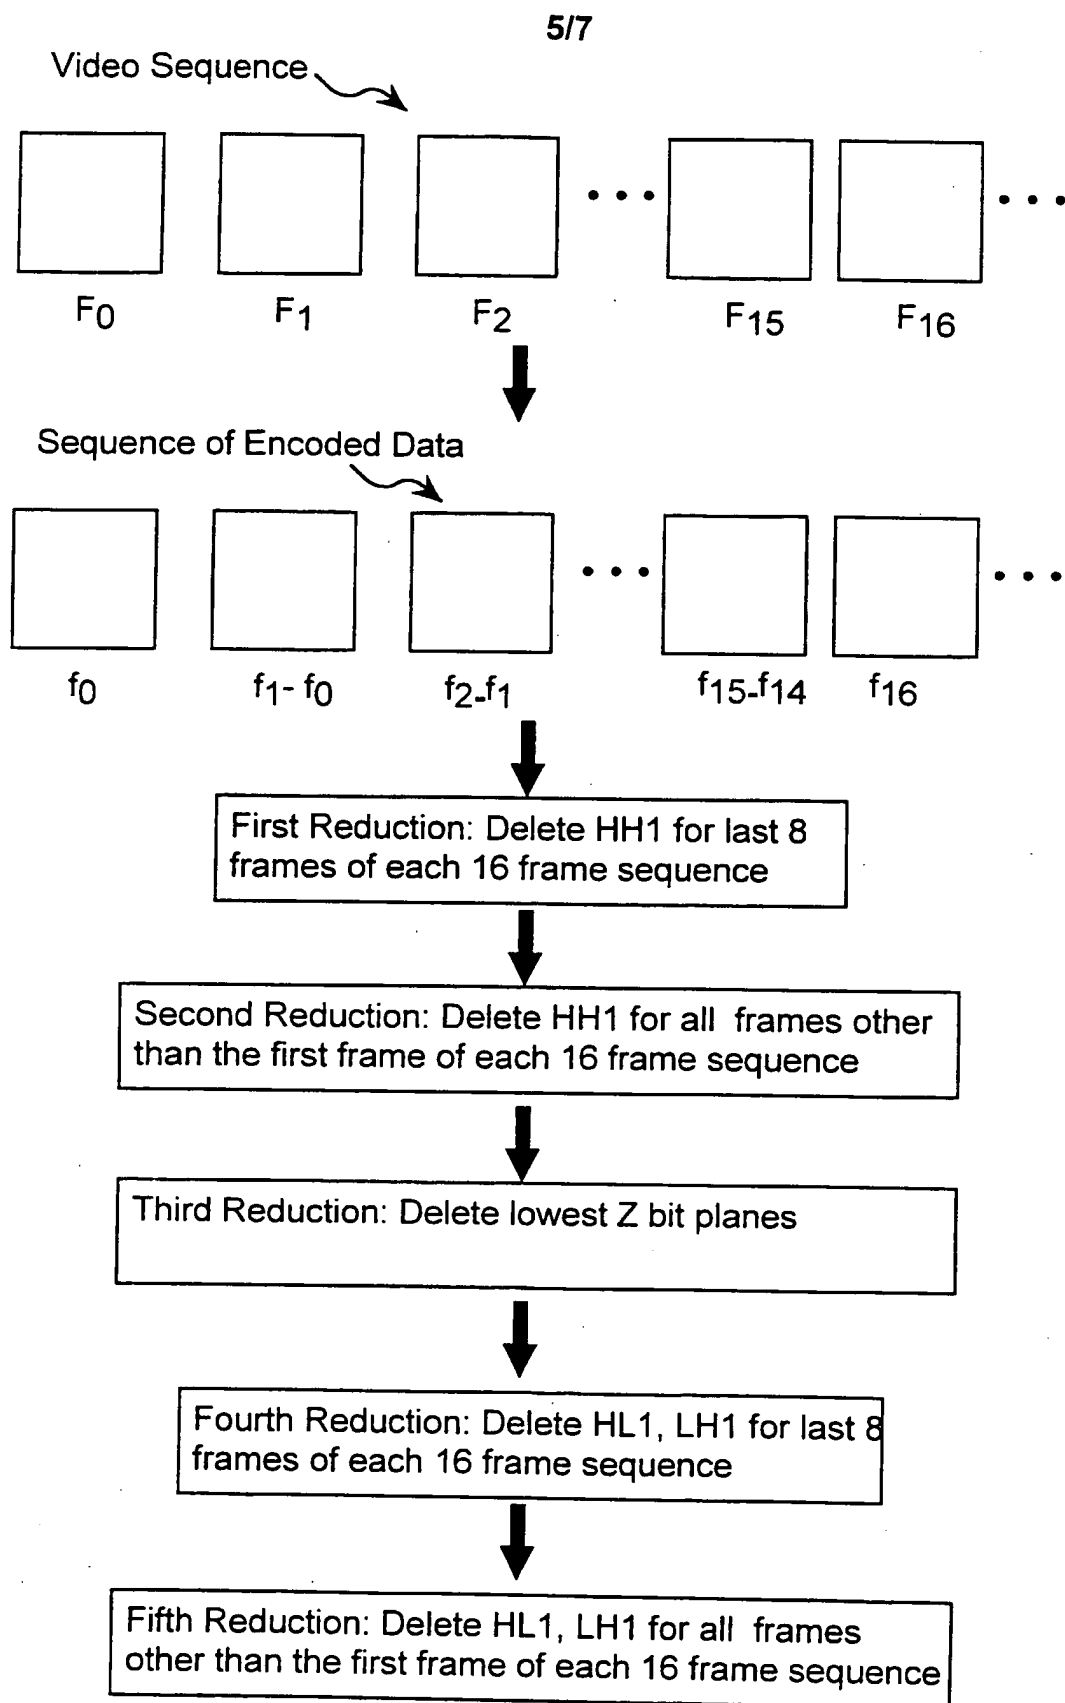 5/7
Video Sequence
F0 F1 F2 F15 F16
Sequence of Encoded Data
f0 f1-f0 f2-f1 f15-f14 f16
First Reduction: Delete HH1 for last 8
frames of each 16 frame sequence
Second Reduction: Delete HH1 for all frames other
than the first frame of each 16 frame sequence
Third Reduction: Delete lowest Z bit planes
Fourth Reduction: Delete HL1, LH1 for last 8
frames of each 16 frame sequence
Fifth Reduction: Delete HL1, LH1 for all frames
other than the first frame of each 16 frame sequence